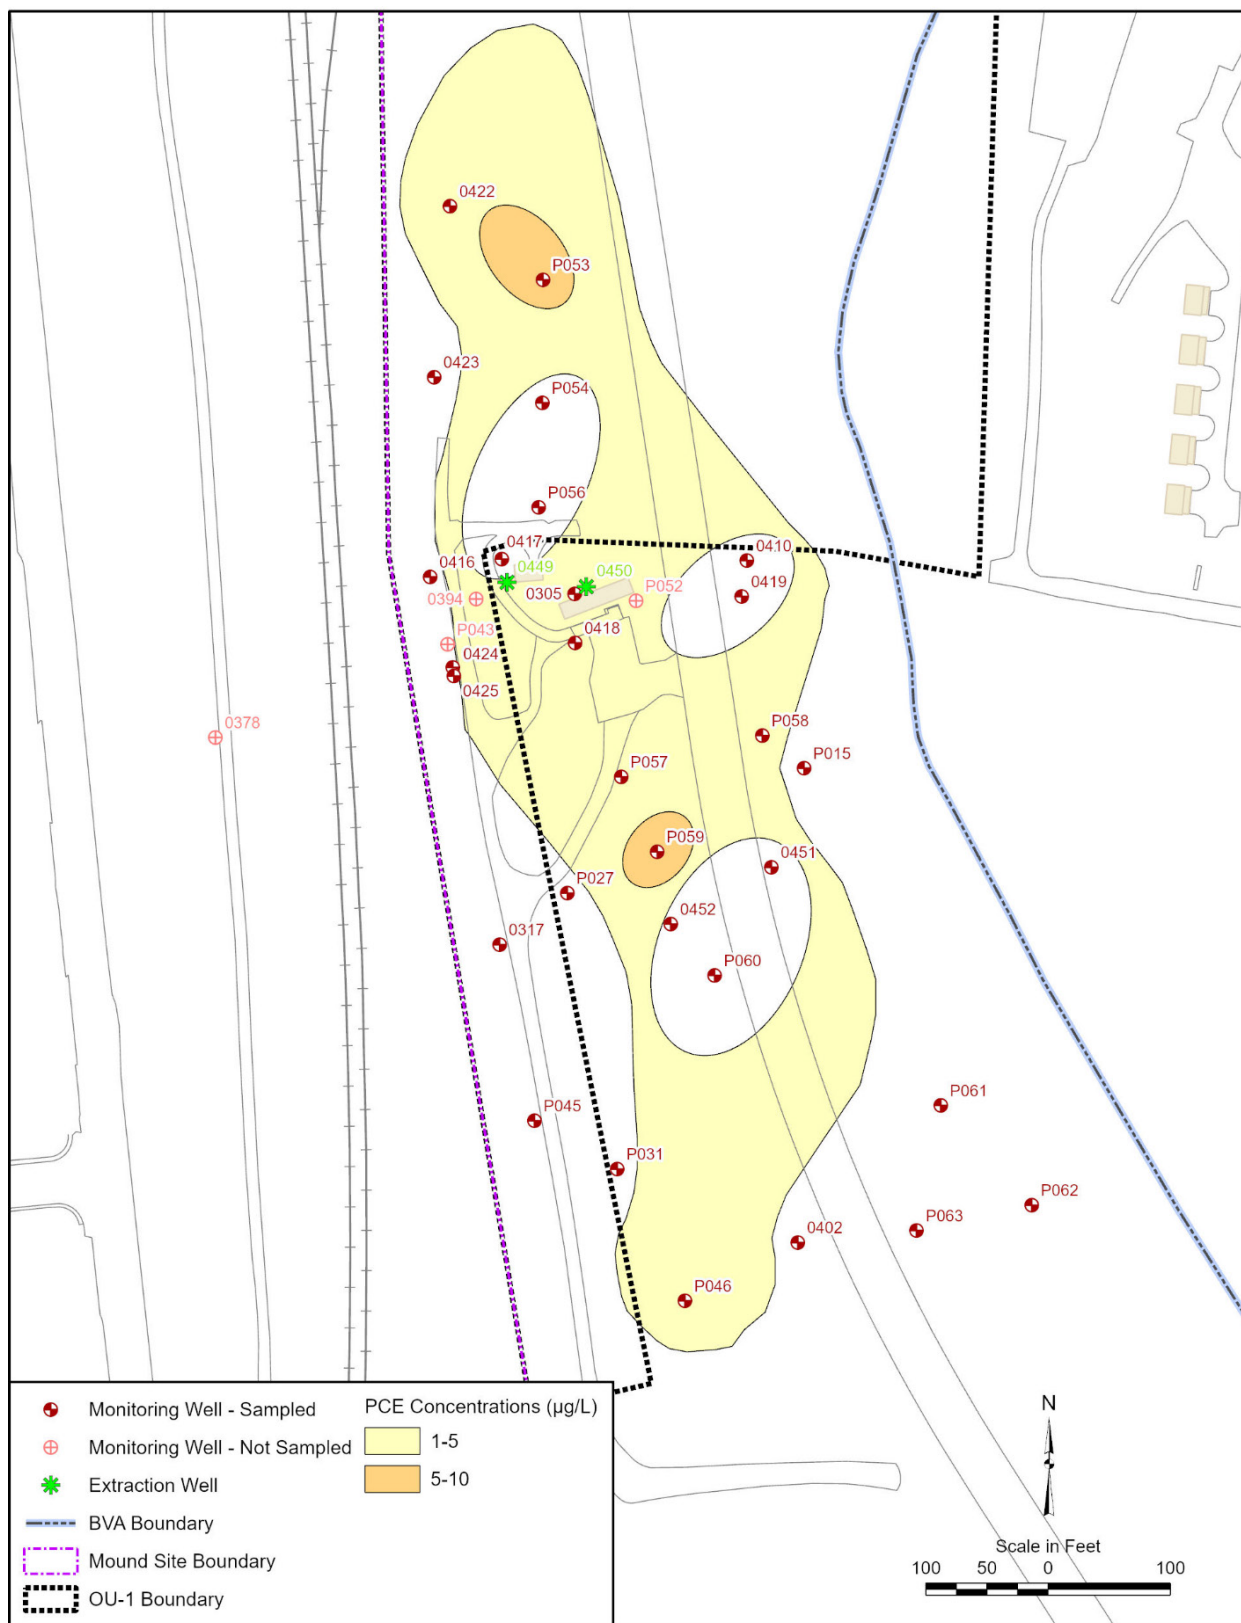 0422
P053
0423
P054
P056
0417
0410
0449
0450
0416
P052
0394
0305
0419
P043
0418
0424
0425
0378
P058
P015
P057
P059
0451
P027
0452
0317
P060
P061
P045
P031
P062
P063
0402
P046
Monitoring Well - Sampled
Monitoring Well - Not Sampled
Extraction Well
BVA Boundary
Mound Site Boundary
OU-1 Boundary
PCE Concentrations (µg/L)
1-5
5-10
N
Scale in Feet
100 50 0 100